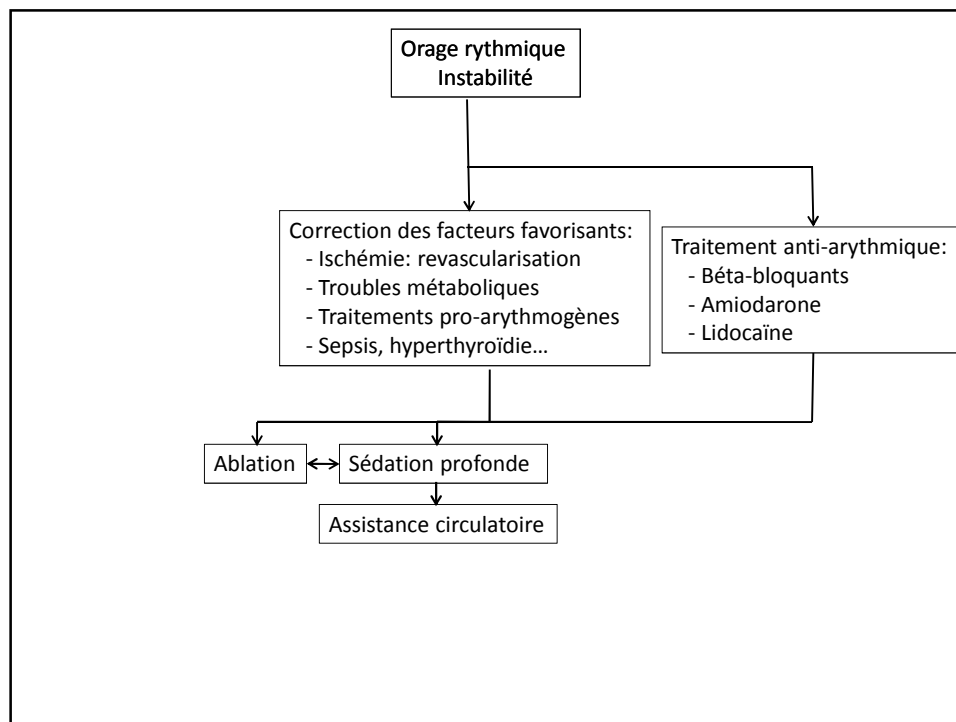 Orage rythmique
Instabilité
Correction des facteurs favorisants:
- Ischémie: revascularisation
- Troubles métaboliques
- Traitements pro-arythmogènes
- Sepsis, hyperthyroïdie...
Traitement anti-arythmique:
- Béta-bloquants
- Amiodarone
- Lidocaïne
Ablation
Sédation profonde
Assistance circulatoire